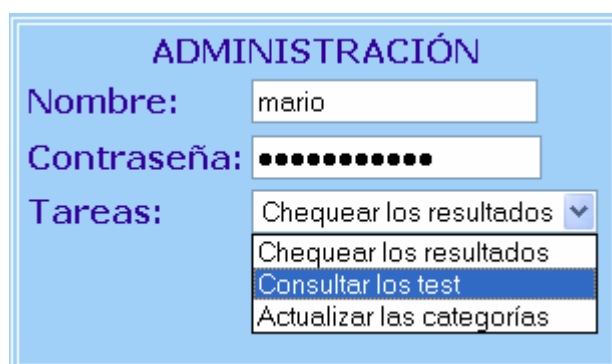 ADMINISTRACIÓN
Nombre: mario
Contraseña: ●●●●●●●●●●●
Tareas: Chequear los resultados
Chequear los resultados
Consultar los test
Actualizar las categorías